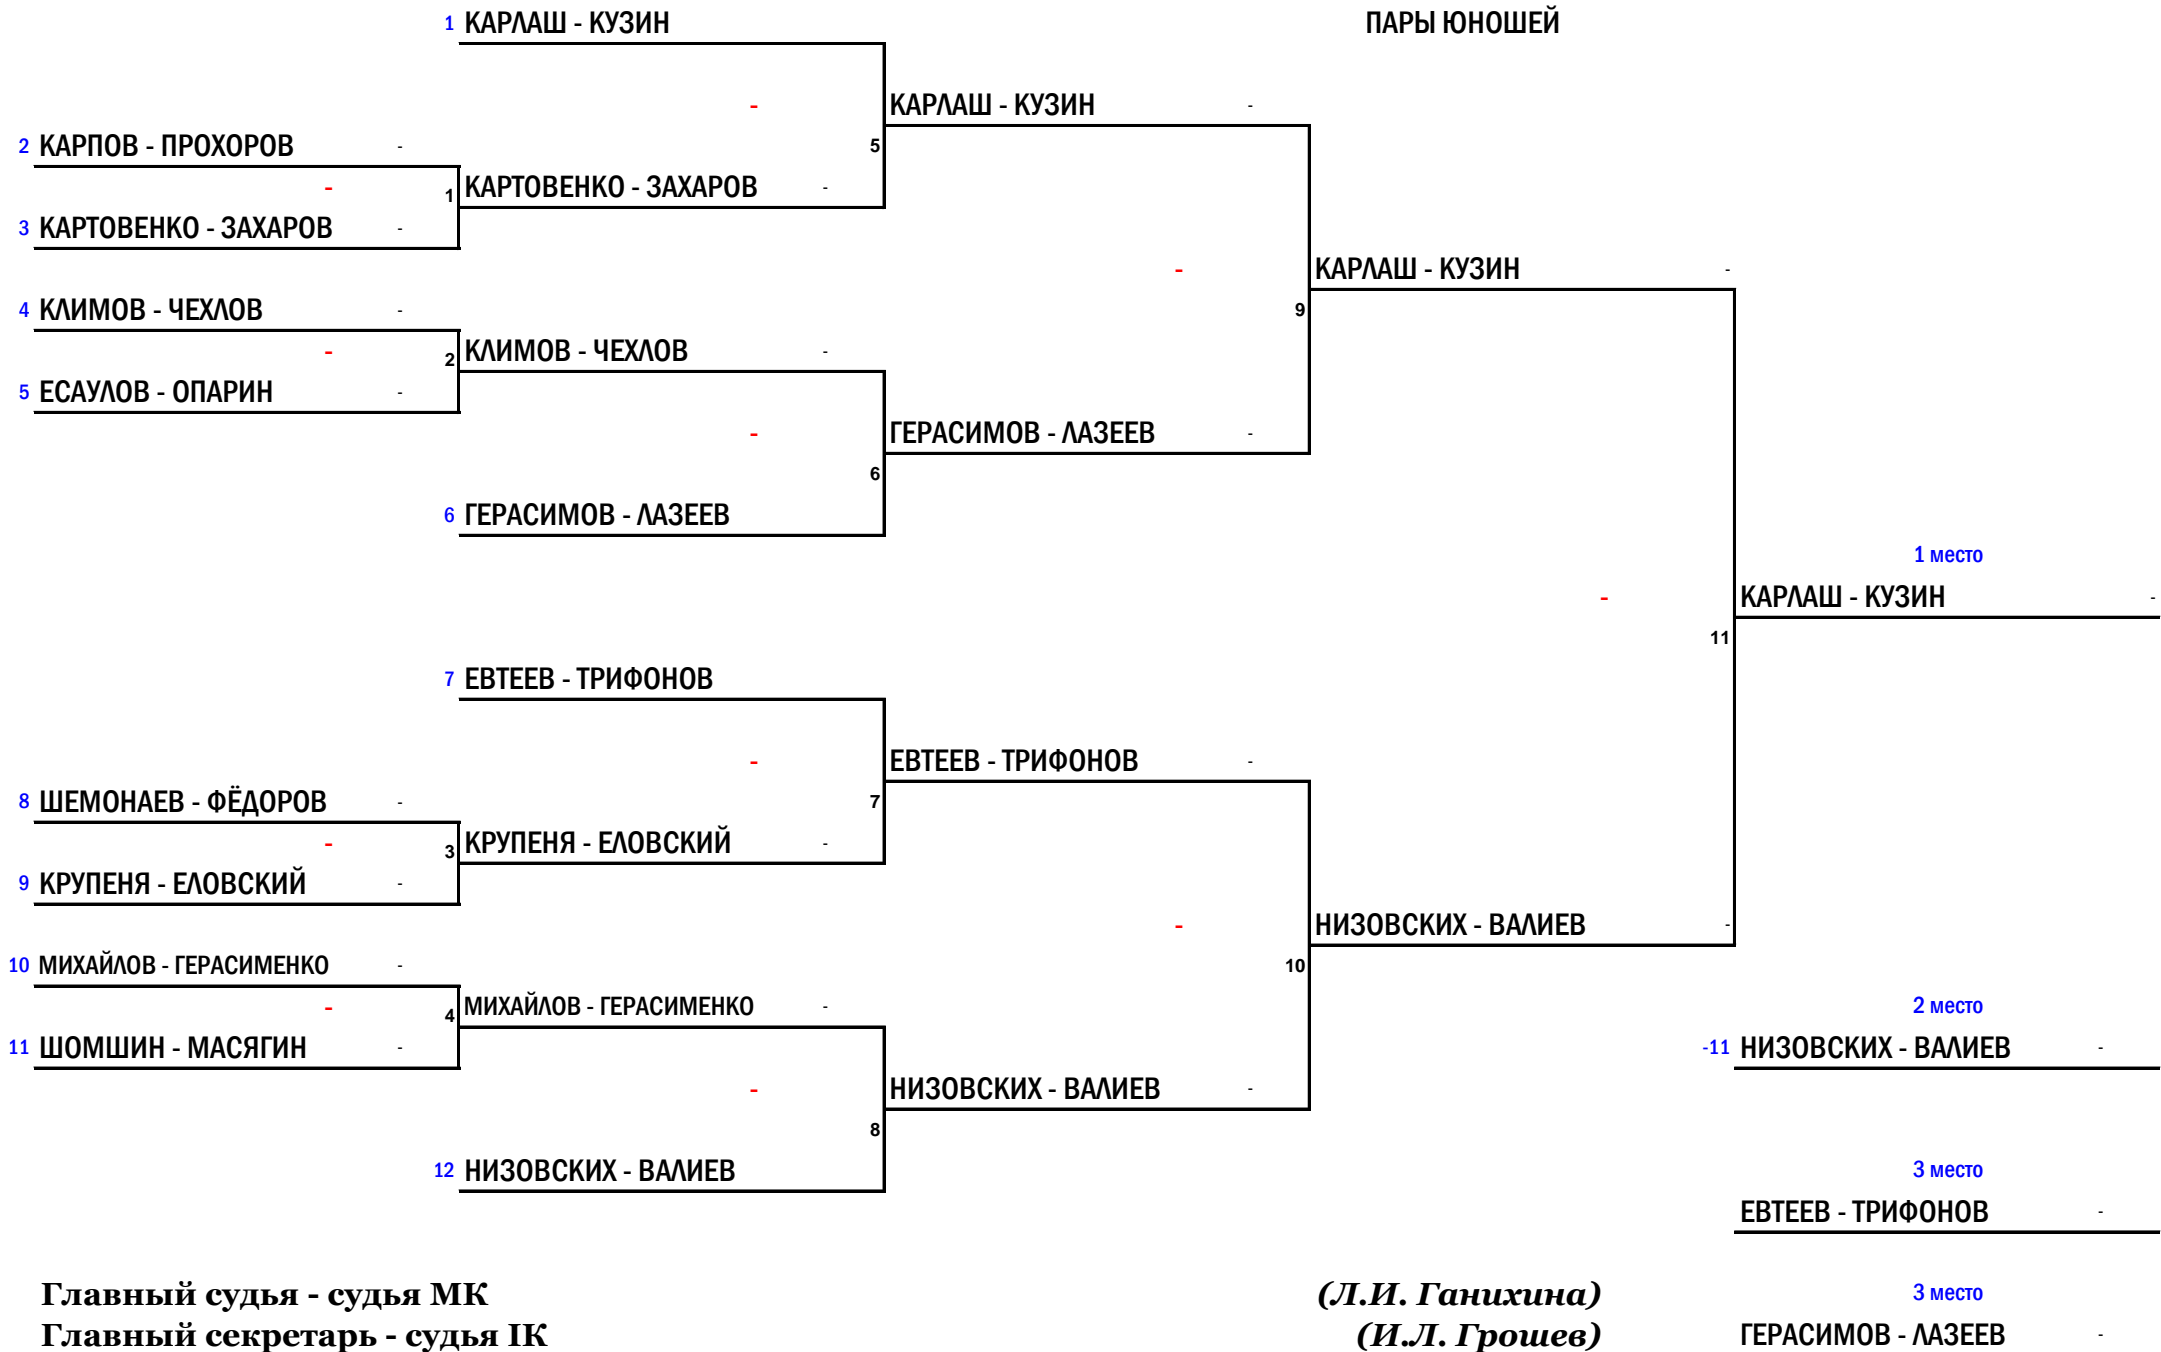 1 КАРЛАШ - КУЗИН ПАРЫ ЮНОШЕЙ
- КАРЛАШ - КУЗИН -
2 КАРПОВ - ПРОХОРОВ - 5
- 1 КАРТОВЕНКО - ЗАХАРОВ -
3 КАРТОВЕНКО - ЗАХАРОВ -
- КАРЛАШ - КУЗИН -
4 КЛИМОВ - ЧЕХЛОВ - 9
- 2 КЛИМОВ - ЧЕХЛОВ -
5 ЕСАУЛОВ - ОПАРИН -
- ГЕРАСИМОВ - ЛАЗЕЕВ -
6
6 ГЕРАСИМОВ - ЛАЗЕЕВ
1 место
- КАРЛАШ - КУЗИН -
11
7 ЕВТЕЕВ - ТРИФОНОВ
- ЕВТЕЕВ - ТРИФОНОВ -
8 ШЕМОНАЕВ - ФЁДОРОВ - 7
- 3 КРУПЕНЯ - ЕЛОВСКИЙ -
9 КРУПЕНЯ - ЕЛОВСКИЙ -
- НИЗОВСКИХ - ВАЛИЕВ -
10 МИХАЙЛОВ - ГЕРАСИМЕНКО - 10
- 4 МИХАЙЛОВ - ГЕРАСИМЕНКО - 2 место
11 ШОМШИН - МАСЯГИН - -11 НИЗОВСКИХ - ВАЛИЕВ -
- НИЗОВСКИХ - ВАЛИЕВ -
8
12 НИЗОВСКИХ - ВАЛИЕВ 3 место
ЕВТЕЕВ - ТРИФОНОВ -
Главный судья - судья МК (Л.И. Ганихина) 3 место
Главный секретарь - судья IК (И.Л. Грошев) ГЕРАСИМОВ - ЛАЗЕЕВ -